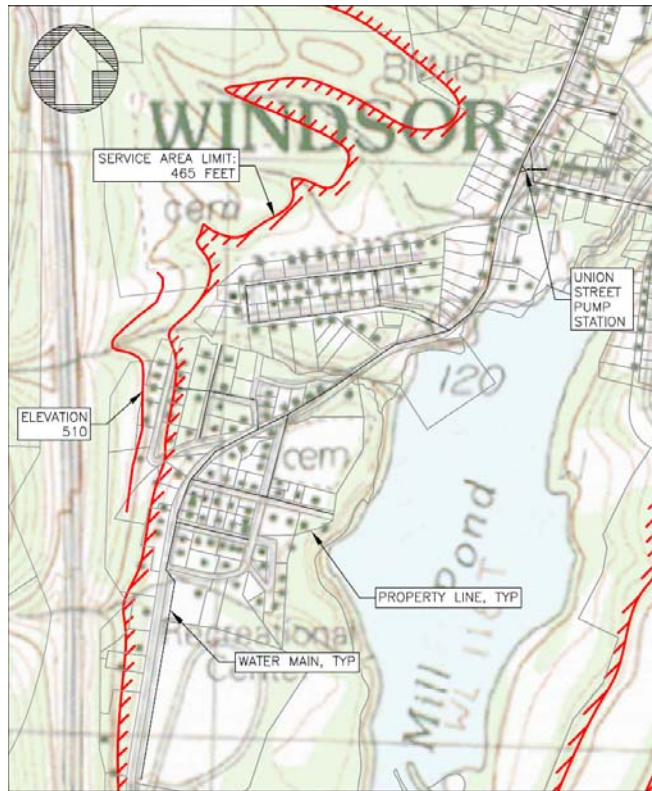 WINDSOR
SERVICE AREA LIMIT:
465 FEET
cem
UNION
STREET
PUMP
STATION
120
ELEVATION
510
cem
Mill Pond
PROPERTY LINE, TYP
Recreational
Center
WATER MAIN, TYP